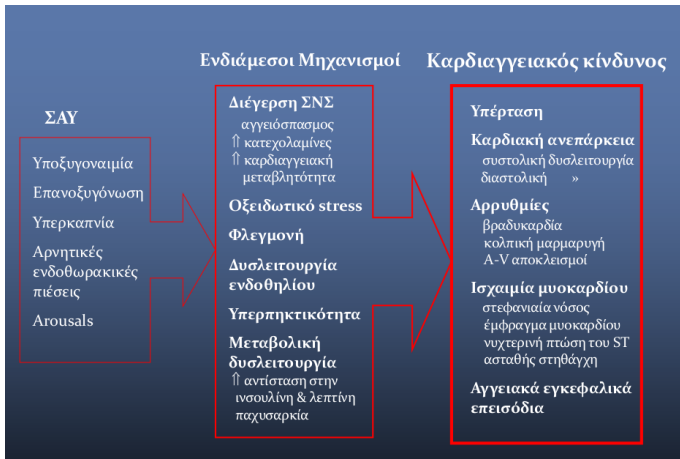 ΣΑΥ
Υποξυγοναιμία
Επανοξυγόνωση
Υπερκαπνία
Αρνητικές
ενδοθωρακικές
πιέσεις
Arousals
Ενδιάμεσοι Μηχανισμοί
Διέγερση ΣΝΣ
αγγειόσπασμος
⇑ κατεχολαμίνες
⇑ καρδιαγγειακή
μεταβλητότητα
Οξειδωτικό stress
Φλεγμονή
Δυσλειτουργία
ενδοθηλίου
Υπερπηκτικότητα
Μεταβολική
δυσλειτουργία
⇑ αντίσταση στην
ινσουλίνη & λεπτίνη
παχυσαρκία
Καρδιαγγειακός κίνδυνος
Υπέρταση
Καρδιακή ανεπάρκεια
συστολική δυσλειτουργία
διαστολική »
Αρρυθμίες
βραδυκαρδία
κολπική μαρμαρυγή
A-V αποκλεισμοί
Ισχαιμία μυοκαρδίου
στεφανιαία νόσος
έμφραγμα μυοκαρδίου
νυχτερινή πτώση του ST
ασταθής στηθάγχη
Αγγειακά εγκεφαλικά
επεισόδια